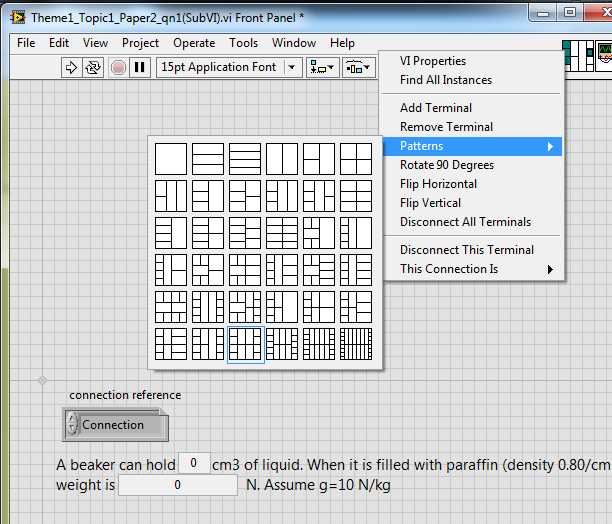 Theme1_Topic1_Paper2_qn1(SubVI).vi Front Panel *
File Edit View Project Operate Tools Window Help
15pt Application Font
VI Properties
Find All Instances
Add Terminal
Remove Terminal
Patterns
Rotate 90 Degrees
Flip Horizontal
Flip Vertical
Disconnect All Terminals
Disconnect This Terminal
This Connection Is
connection reference
Connection
A beaker can hold 0 cm3 of liquid. When it is filled with paraffin (density 0.80/cm
weight is 0 N. Assume g=10 N/kg